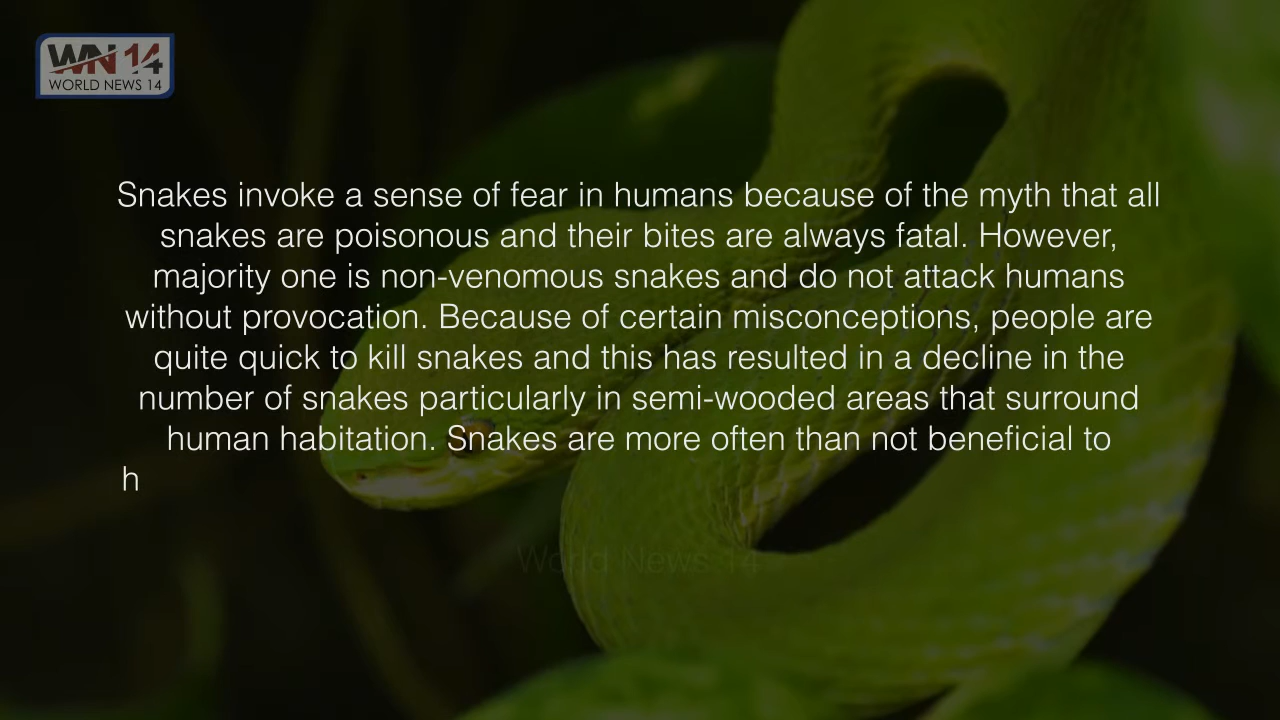 WN 14
WORLD NEWS 14
Snakes invoke a sense of fear in humans because of the myth that all
snakes are poisonous and their bites are always fatal. However,
majority one is non-venomous snakes and do not attack humans
without provocation. Because of certain misconceptions, people are
quite quick to kill snakes and this has resulted in a decline in the
number of snakes particularly in semi-wooded areas that surround
human habitation. Snakes are more often than not beneficial to
h
World News 14